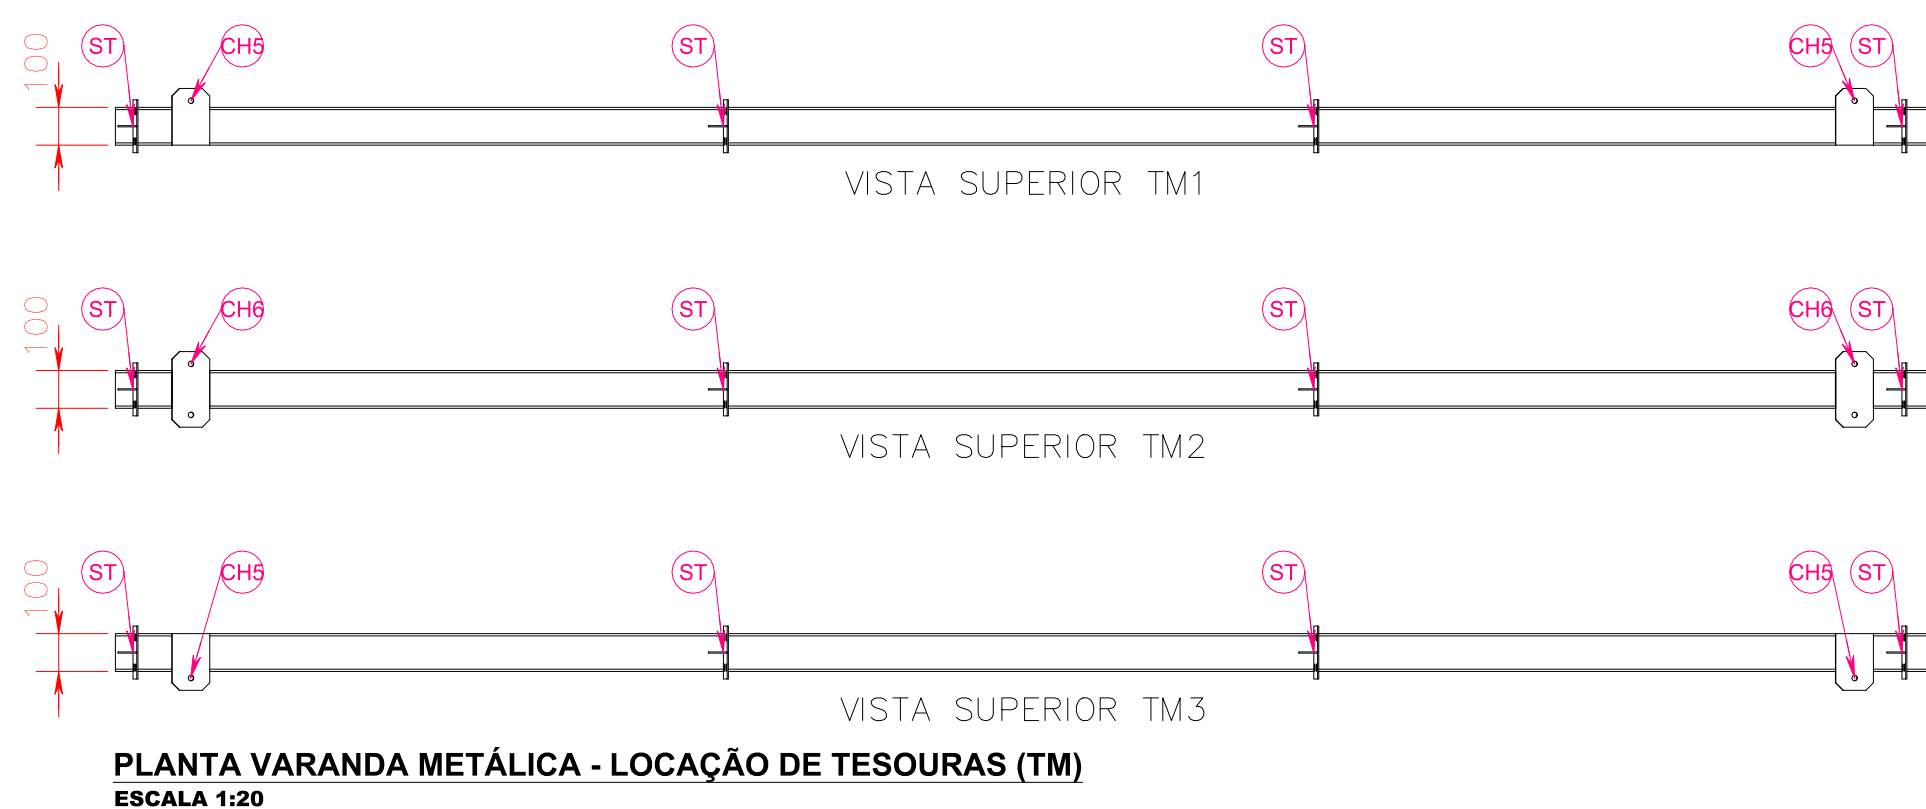 100
ST CH5 ST ST CH5 ST
VISTA SUPERIOR TM1
100
ST CH6 ST ST CH6 ST
VISTA SUPERIOR TM2
100
ST CH5 ST ST CH5 ST
VISTA SUPERIOR TM3
PLANTA VARANDA METÁLICA - LOCAÇÃO DE TESOURAS (TM)
ESCALA 1:20